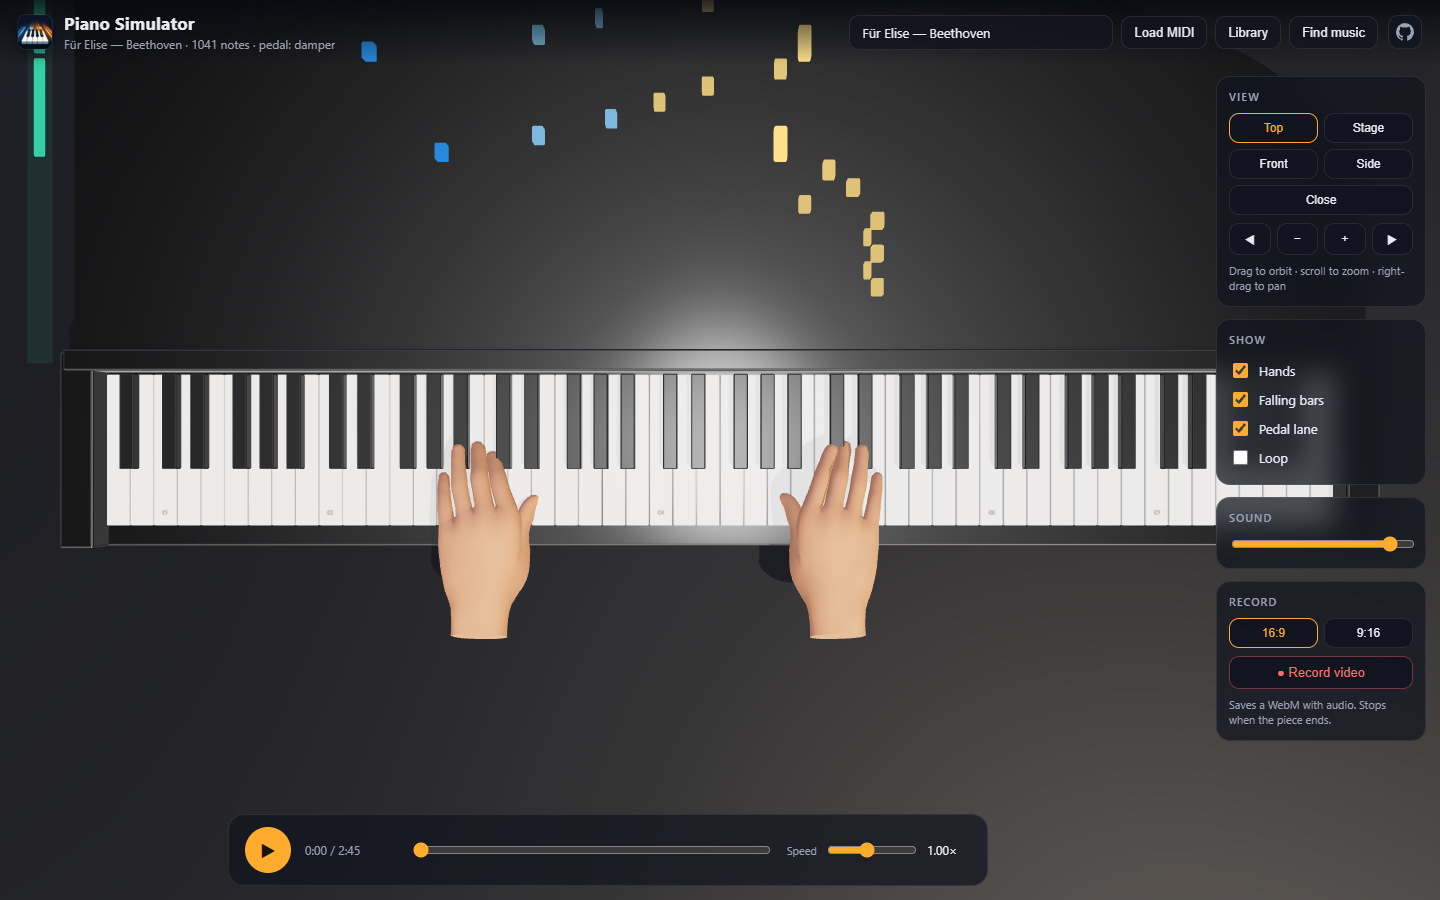 Piano Simulator
Für Elise — Beethoven · 1041 notes · pedal: damper
Für Elise — Beethoven
Load MIDI
Library
Find music
VIEW
Top
Stage
Front
Side
Close
− +
Drag to orbit · scroll to zoom · right-
drag to pan
SHOW
Hands
Falling bars
Pedal lane
Loop
SOUND
RECORD
16:9
9:16
● Record video
Saves a WebM with audio. Stops
when the piece ends.
0:00 / 2:45
Speed
1.00×